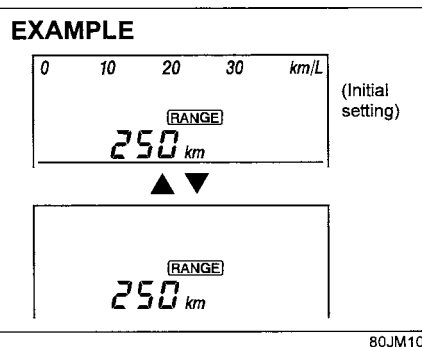 EXAMPLE
0 10 20 30 km/L
(Initial
setting)
RANGE
250 km
▲ ▼
RANGE
250 km
80JM10